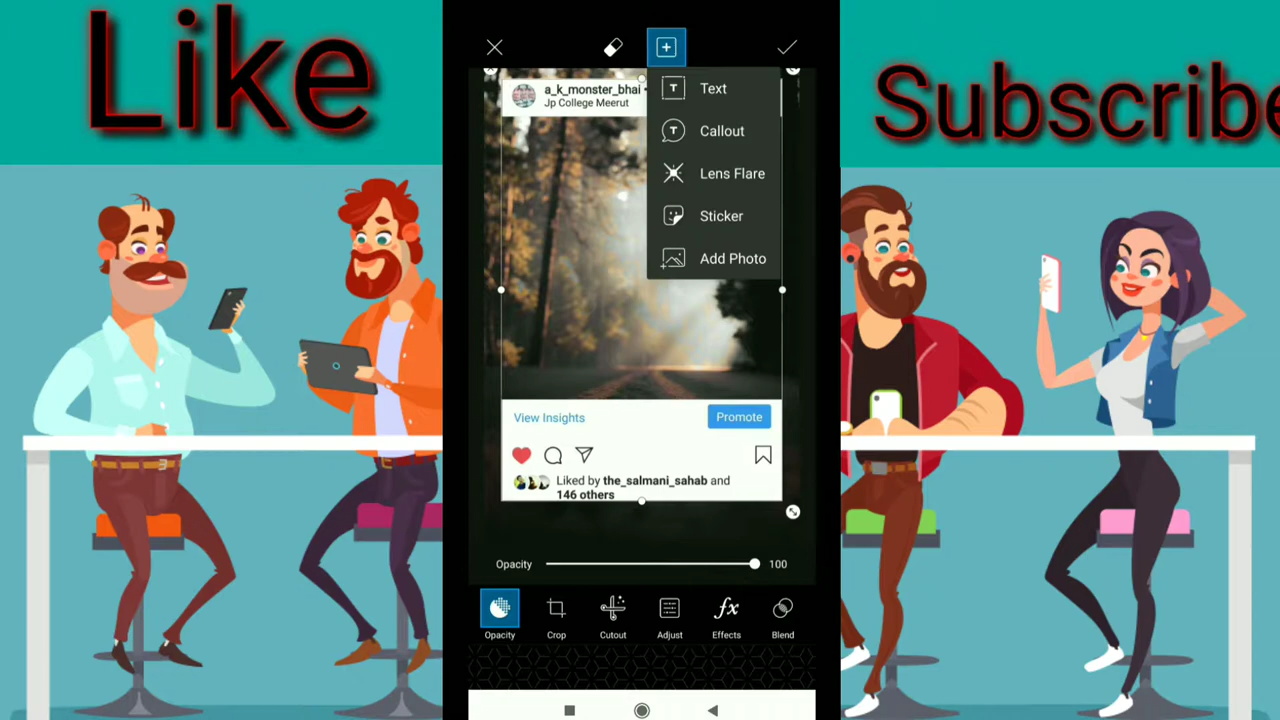 Like
Subscribe
a_k_monster_bhai •
Jp College Meerut
T Text
T Callout
Lens Flare
Sticker
Add Photo
View Insights
Promote
Liked by the_salmani_sahab and
146 others
Opacity
100
fx
Opacity
Crop
Cutout
Adjust
Effects
Blend